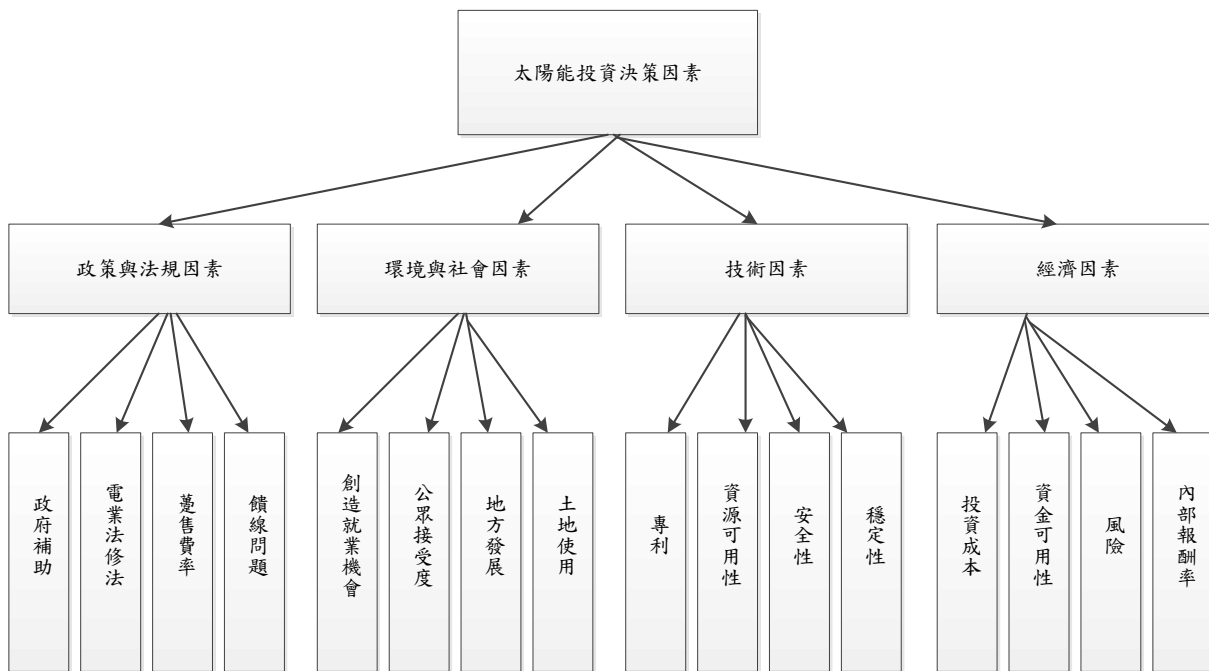 太陽能投資決策因素
政策與法規因素
環境與社會因素
技術因素
經濟因素
政府補助
電業法修法
躉售費率
饋線問題
創造就業機會
公眾接受度
地方發展
土地使用
專利
資源可用性
安全性
穩定性
投資成本
資金可用性
風險
內部報酬率